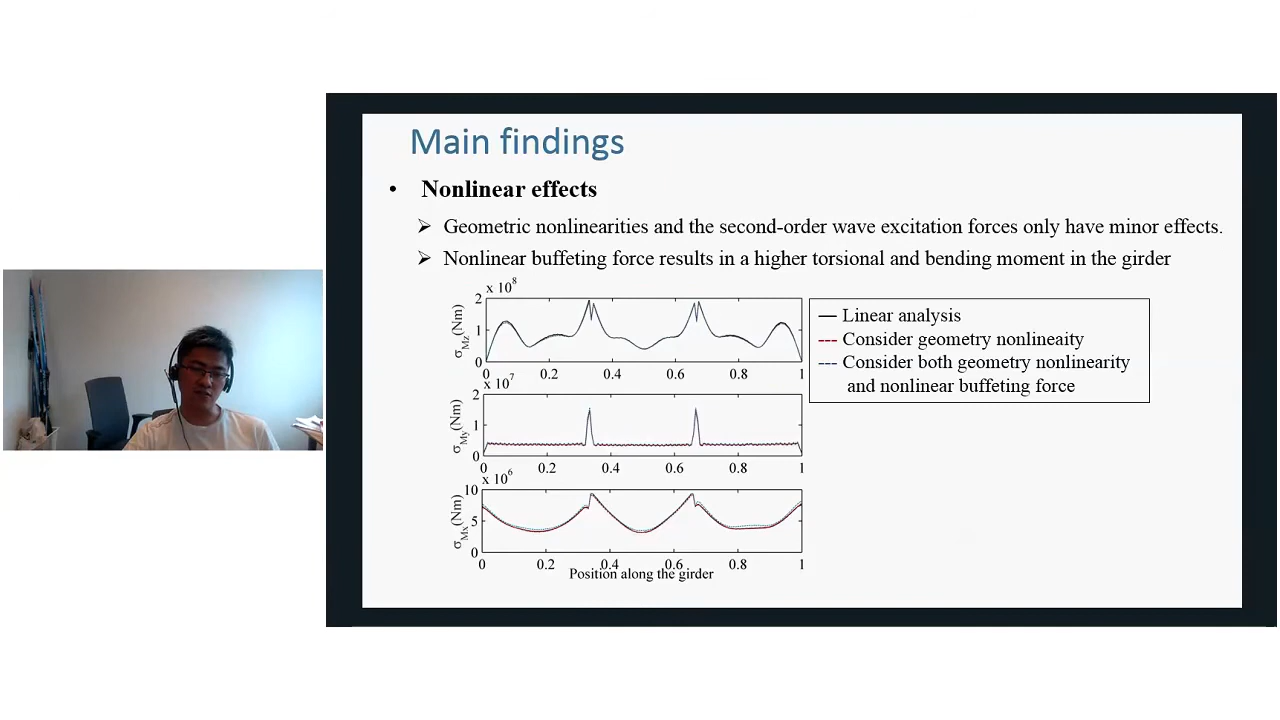 Main findings
• Nonlinear effects
➢ Geometric nonlinearities and the second-order wave excitation forces only have minor effects.
➢ Nonlinear buffeting force results in a higher torsional and bending moment in the girder
x 10⁸
2
1
0
σMz(Nm)
0 0.2 0.4 0.6 0.8 1
x 10⁷
2
1
0
σMy(Nm)
0 0.2 0.4 0.6 0.8 1
x 10⁶
10
5
0
σMx(Nm)
0 0.2 0.4 0.6 0.8 1
Position along the girder
Linear analysis
Consider geometry nonlineaity
Consider both geometry nonlinearity
and nonlinear buffeting force